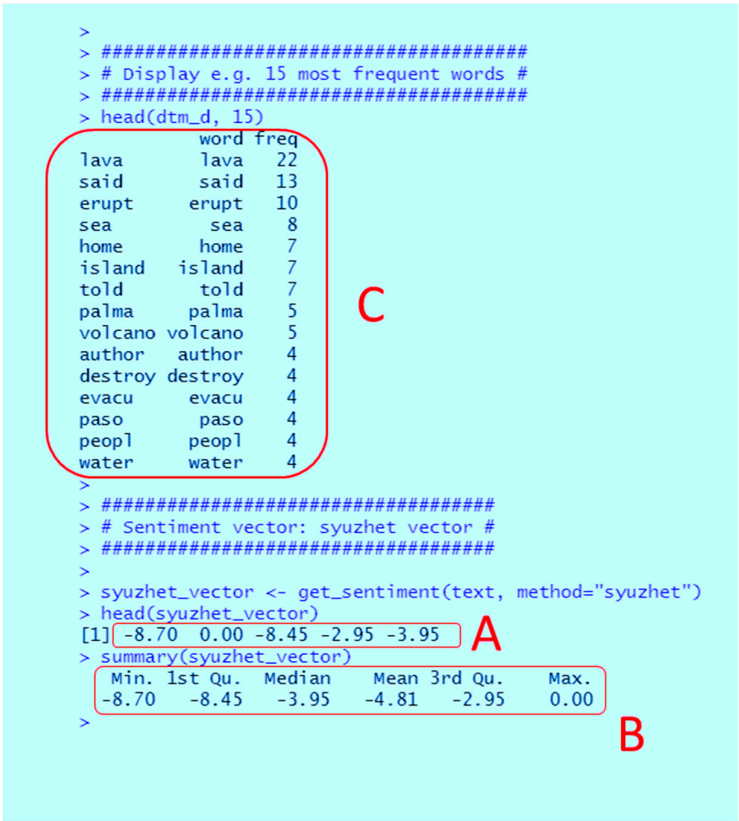 >
> #######################################
> # Display e.g. 15 most frequent words #
> #######################################
> head(dtm_d, 15)
word freq
lava lava 22
said said 13
erupt erupt 10
sea sea 8
home home 7
island island 7
told told 7
palma palma 5
volcano volcano 5
author author 4
destroy destroy 4
evacu evacu 4
paso paso 4
peopl peopl 4
water water 4
C
>
> ####################################
> # Sentiment vector: syuzhet vector #
> ####################################
>
> syuzhet_vector <- get_sentiment(text, method="syuzhet")
> head(syuzhet_vector)
[1] -8.70 0.00 -8.45 -2.95 -3.95
A
> summary(syuzhet_vector)
Min. 1st Qu. Median Mean 3rd Qu. Max.
-8.70 -8.45 -3.95 -4.81 -2.95 0.00
>
B